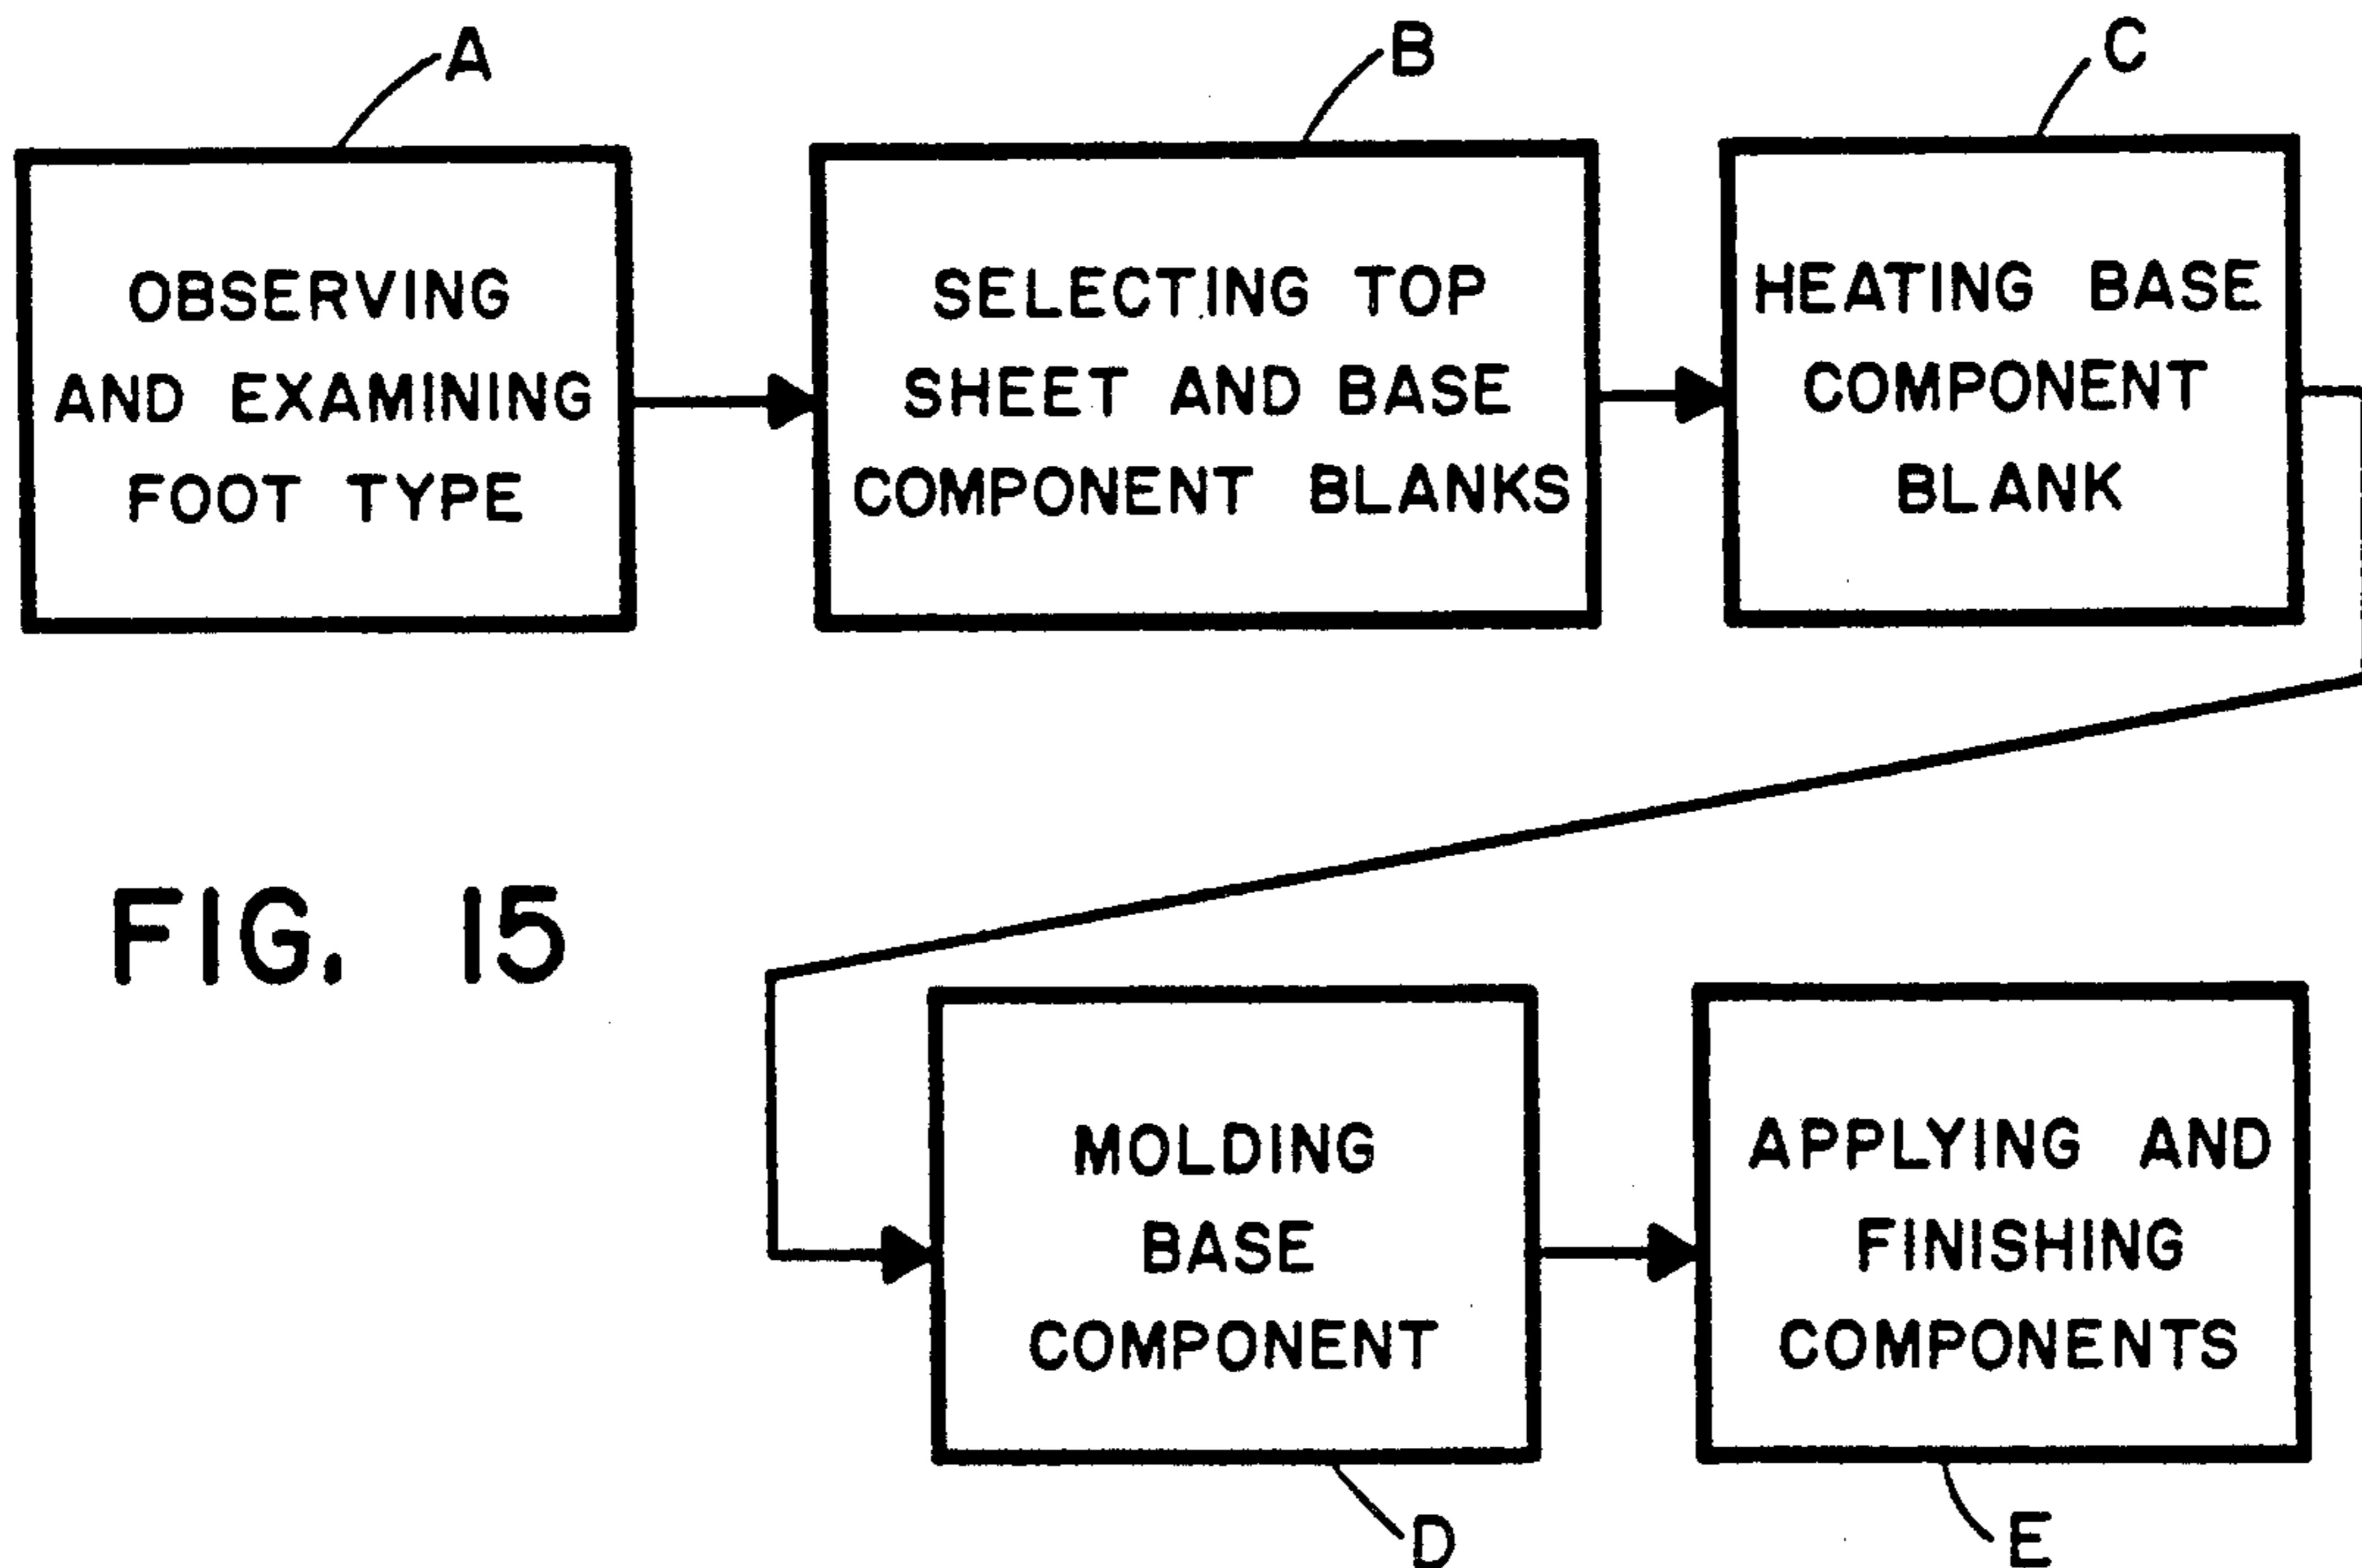 A
B
C
OBSERVING
AND EXAMINING
FOOT TYPE
SELECTING TOP
SHEET AND BASE
COMPONENT BLANKS
HEATING BASE
COMPONENT
BLANK
FIG. 15
MOLDING
BASE
COMPONENT
APPLYING AND
FINISHING
COMPONENTS
D
E